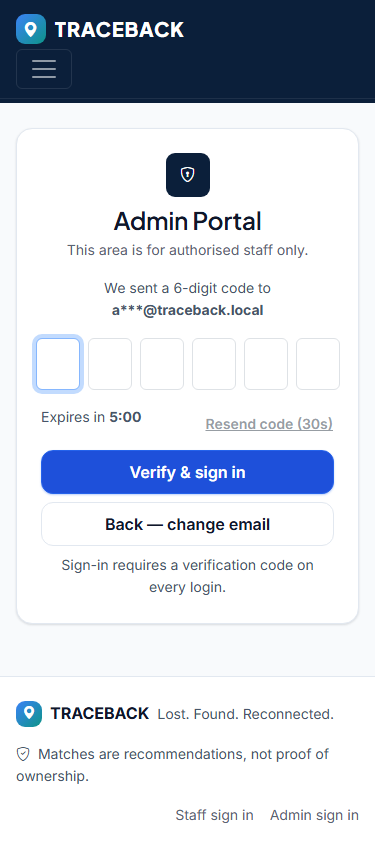 TRACEBACK
Admin Portal
This area is for authorised staff only.
We sent a 6-digit code to
a***@traceback.local
Expires in 5:00
Resend code (30s)
Verify & sign in
Back — change email
Sign-in requires a verification code on
every login.
TRACEBACK Lost. Found. Reconnected.
Matches are recommendations, not proof of
ownership.
Staff sign in Admin sign in